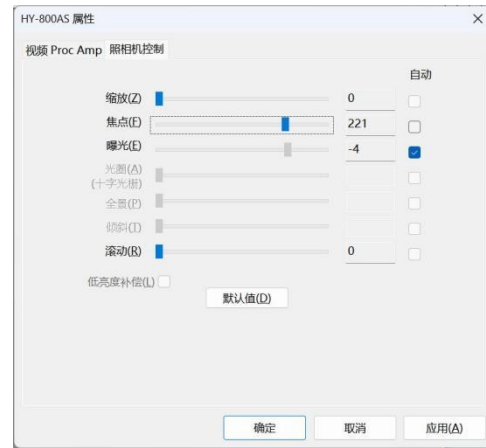 HY-800AS 属性
视频 Proc Amp 照相机控制
自动
缩放(Z) 0
焦点(F) 221
曝光(E) -4
光圈(A)
(十字光栅)
全景(P)
倾斜(T)
滚动(R) 0
低亮度补偿(L)
默认值(D)
确定 取消 应用(A)